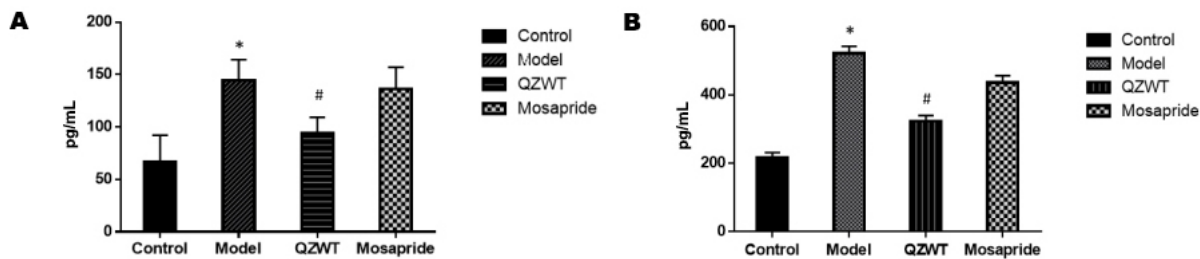 A
pg/mL
200
150
100
50
0
*
#
Control
Model
QZWT
Mosapride
Control Model QZWT Mosapride
B
pg/mL
600
400
200
0
*
#
Control
Model
QZWT
Mosapride
Control Model QZWT Mosapride